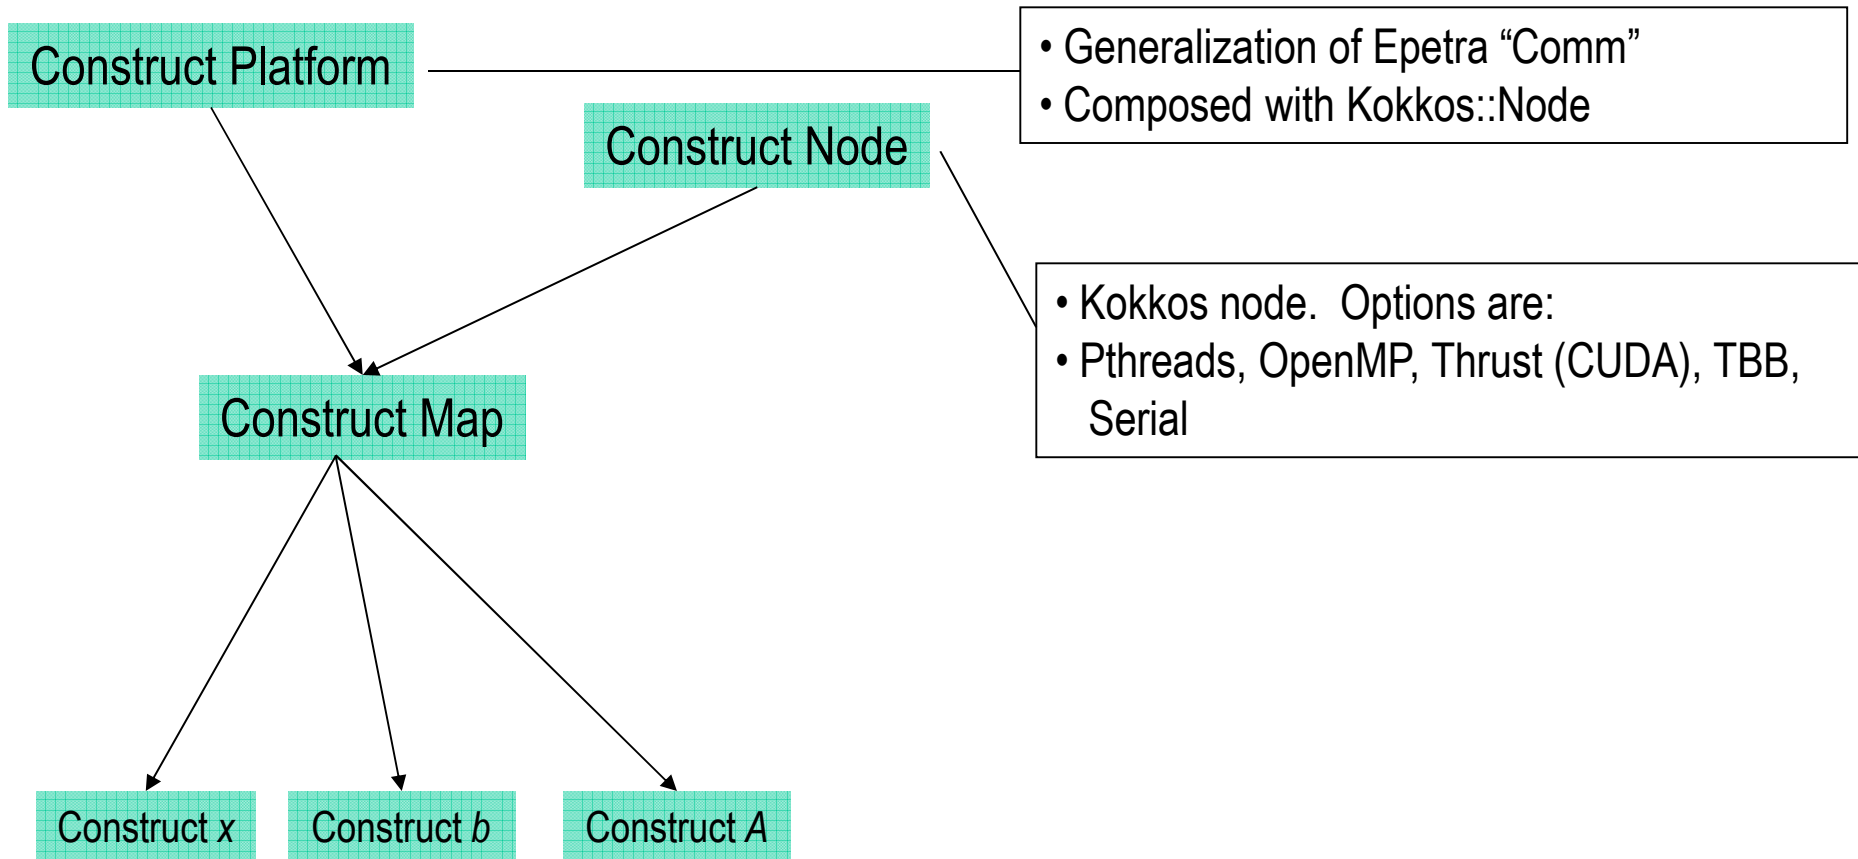 Construct Platform
• Generalization of Epetra “Comm”
• Composed with Kokkos::Node
Construct Node
• Kokkos node.  Options are:
• Pthreads, OpenMP, Thrust (CUDA), TBB,
Serial
Construct Map
Construct x
Construct b
Construct A